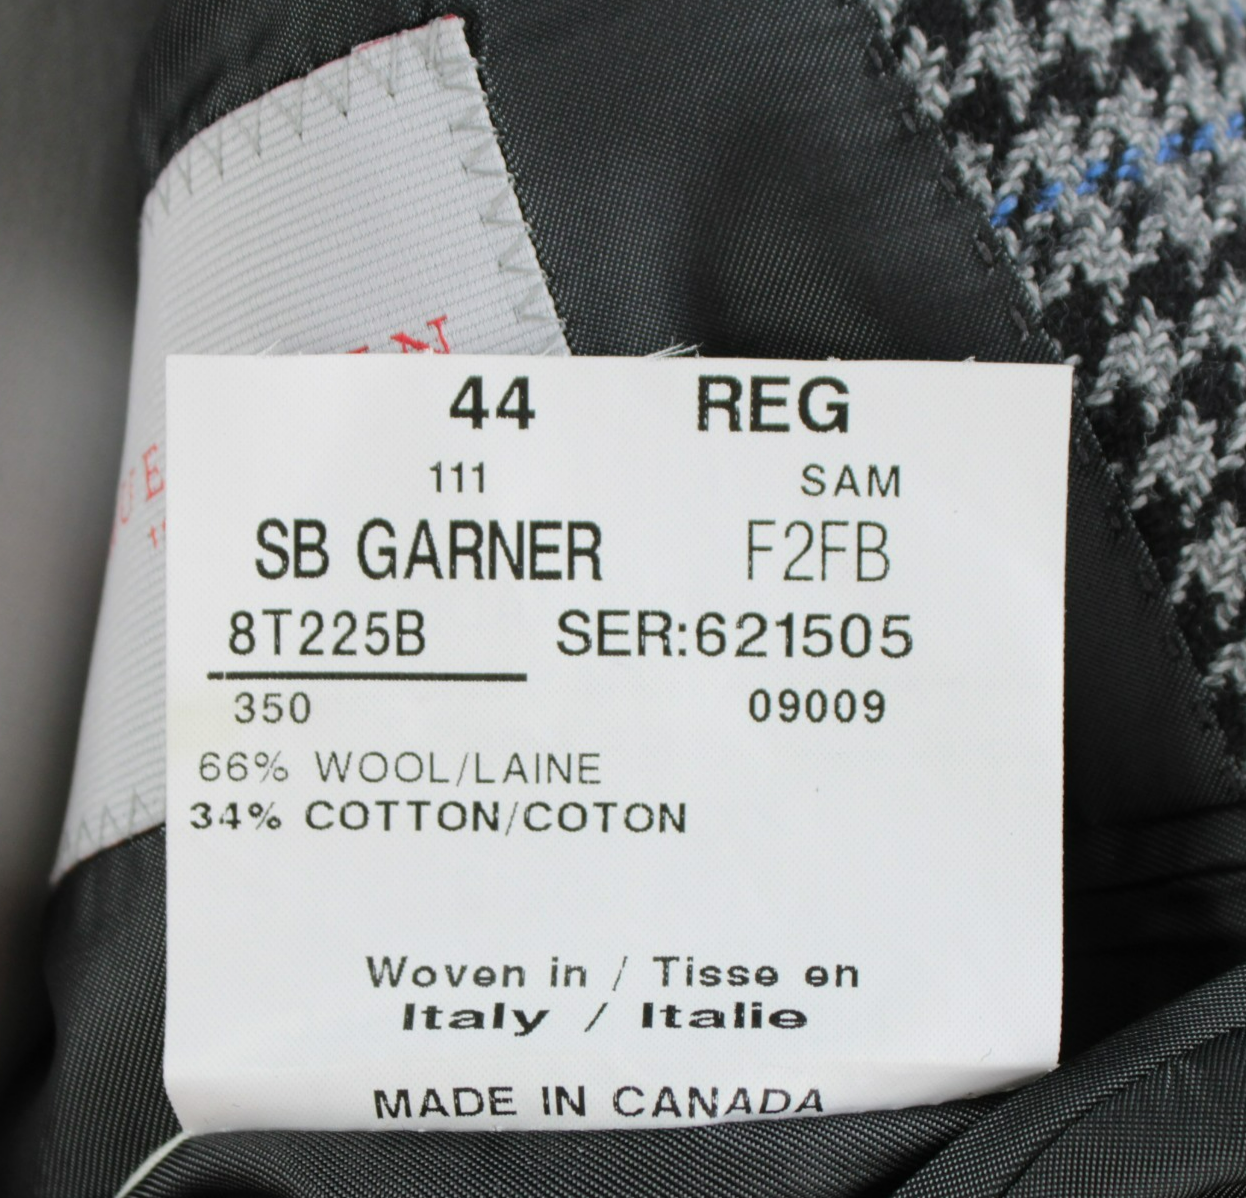 44 REG
111 SAM
SB GARNER F2FB
8T225B SER:621505
350 09009
66% WOOL/LAINE
34% COTTON/COTON
Woven in / Tisse en
Italy / Italie
MADE IN CANADA